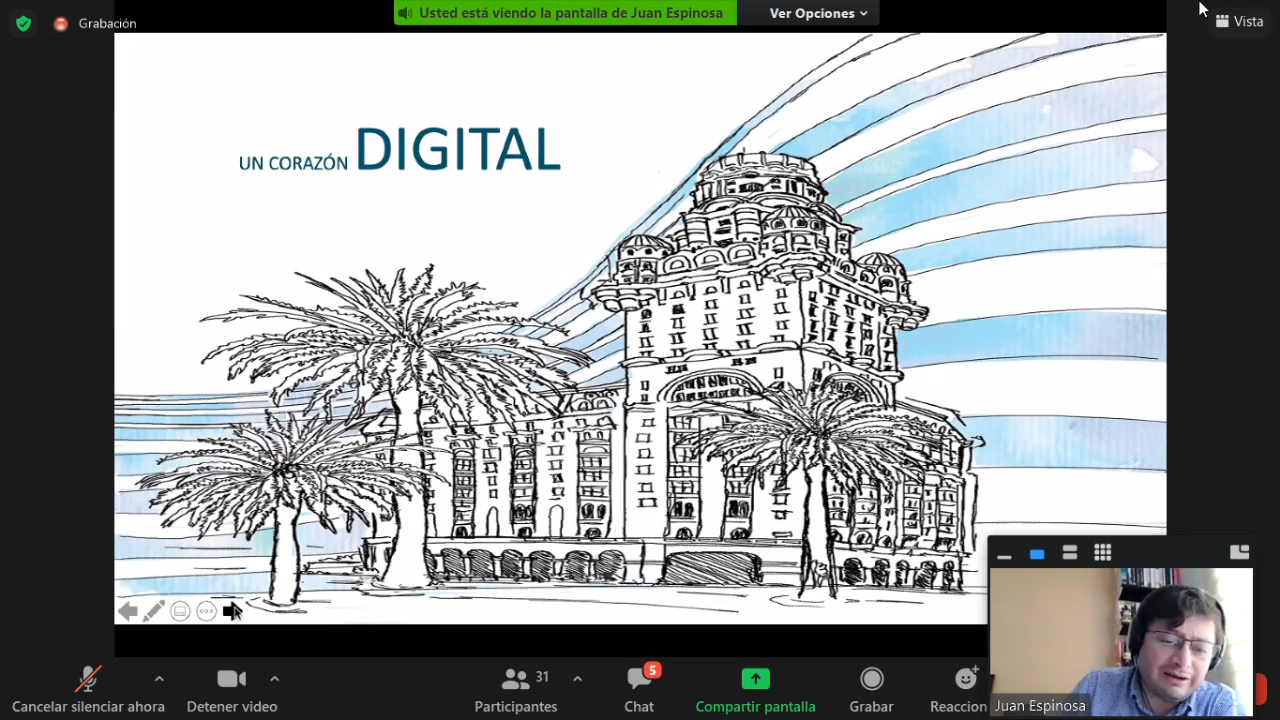 Grabación
Usted está viendo la pantalla de Juan Espinosa
Ver Opciones
Vista
UN CORAZÓN DIGITAL
Cancelar silenciar ahora
Detener video
Participantes
31
Chat
5
Compartir pantalla
Grabar
Reaccion
Juan Espinosa